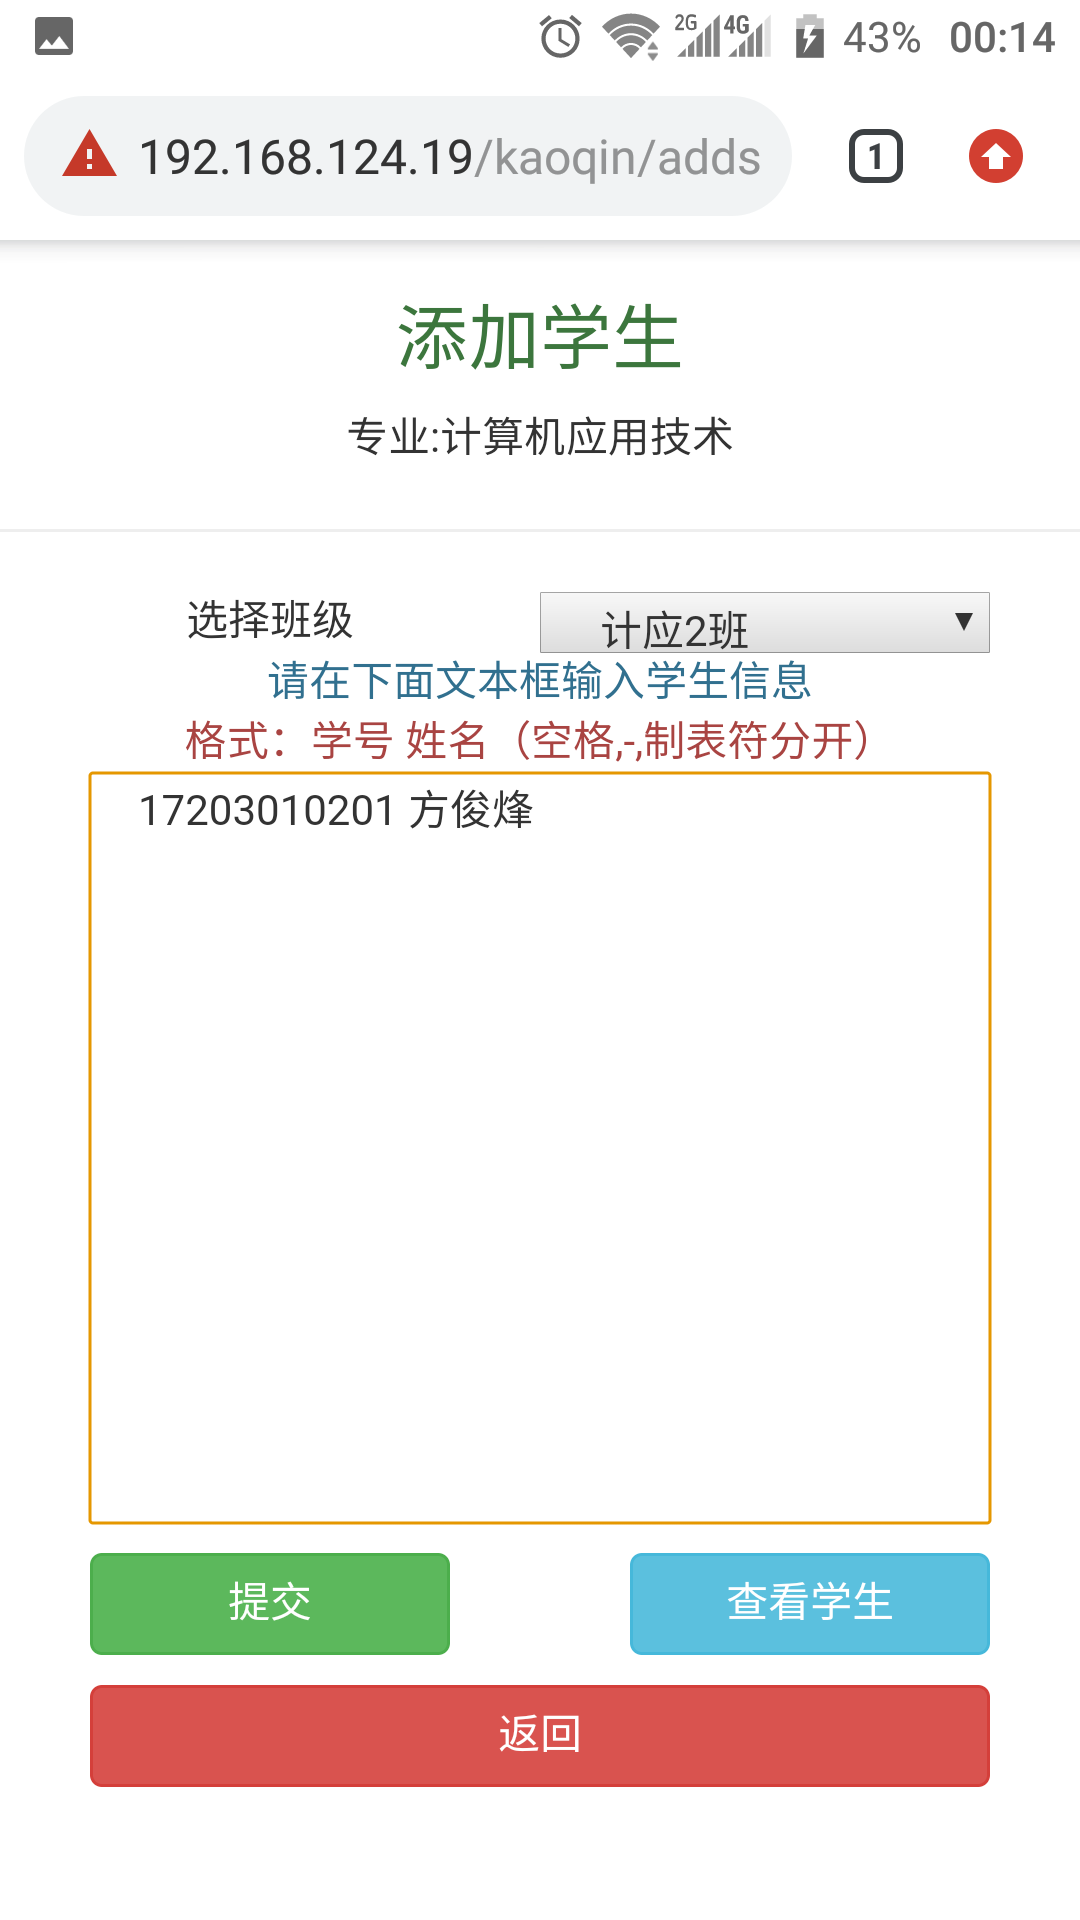 2G 4G 43% 00:14
192.168.124.19/kaoqin/adds 1
添加学生
专业:计算机应用技术
选择班级 计应2班
请在下面文本框输入学生信息
格式：学号 姓名（空格,-,制表符分开）
17203010201 方俊烽
提交 查看学生
返回